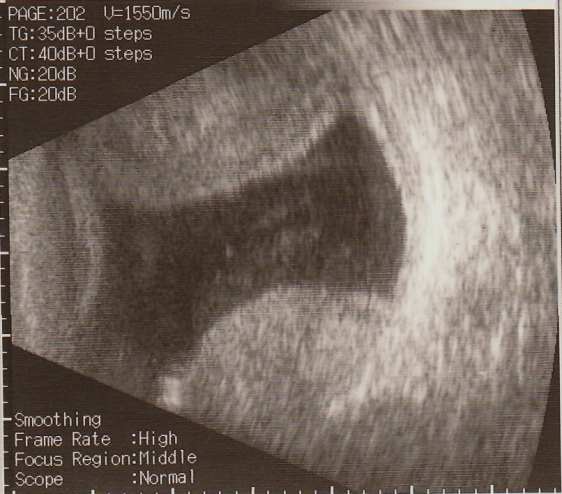 PAGE:202 V=1550m/s
TG:35dB+0 steps
CT:40dB+0 steps
NG:20dB
FG:20dB
Smoothing
Frame Rate :High
Focus Region:Middle
Scope :Normal